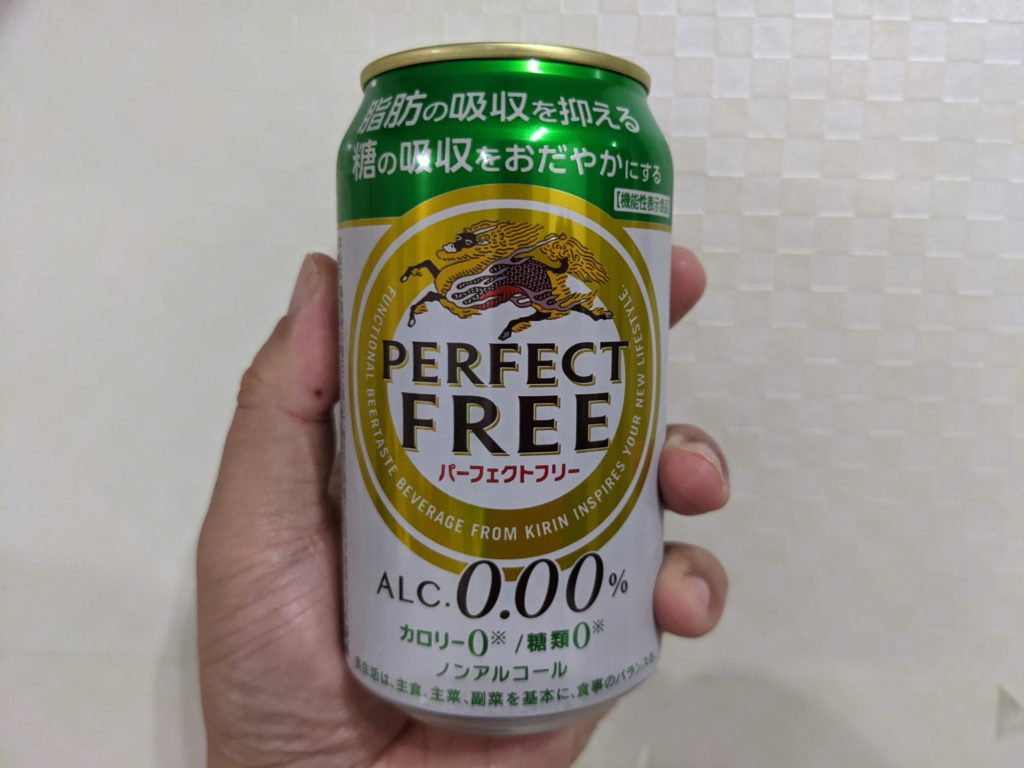 脂肪の吸収を抑える
糖の吸収をおだやかにする
【機能性表示食品
FUNCTIONAL BEERTASTE BEVERAGE FROM KIRIN INSPIRES YOUR NEW LIFESTYLE.
PERFECT
FREE
パーフェクトフリー
ALC. 0.00%
カロリー0※ / 糖類0※
ノンアルコール
食生活は、主食、主菜、副菜を基本に、食事のバランスを